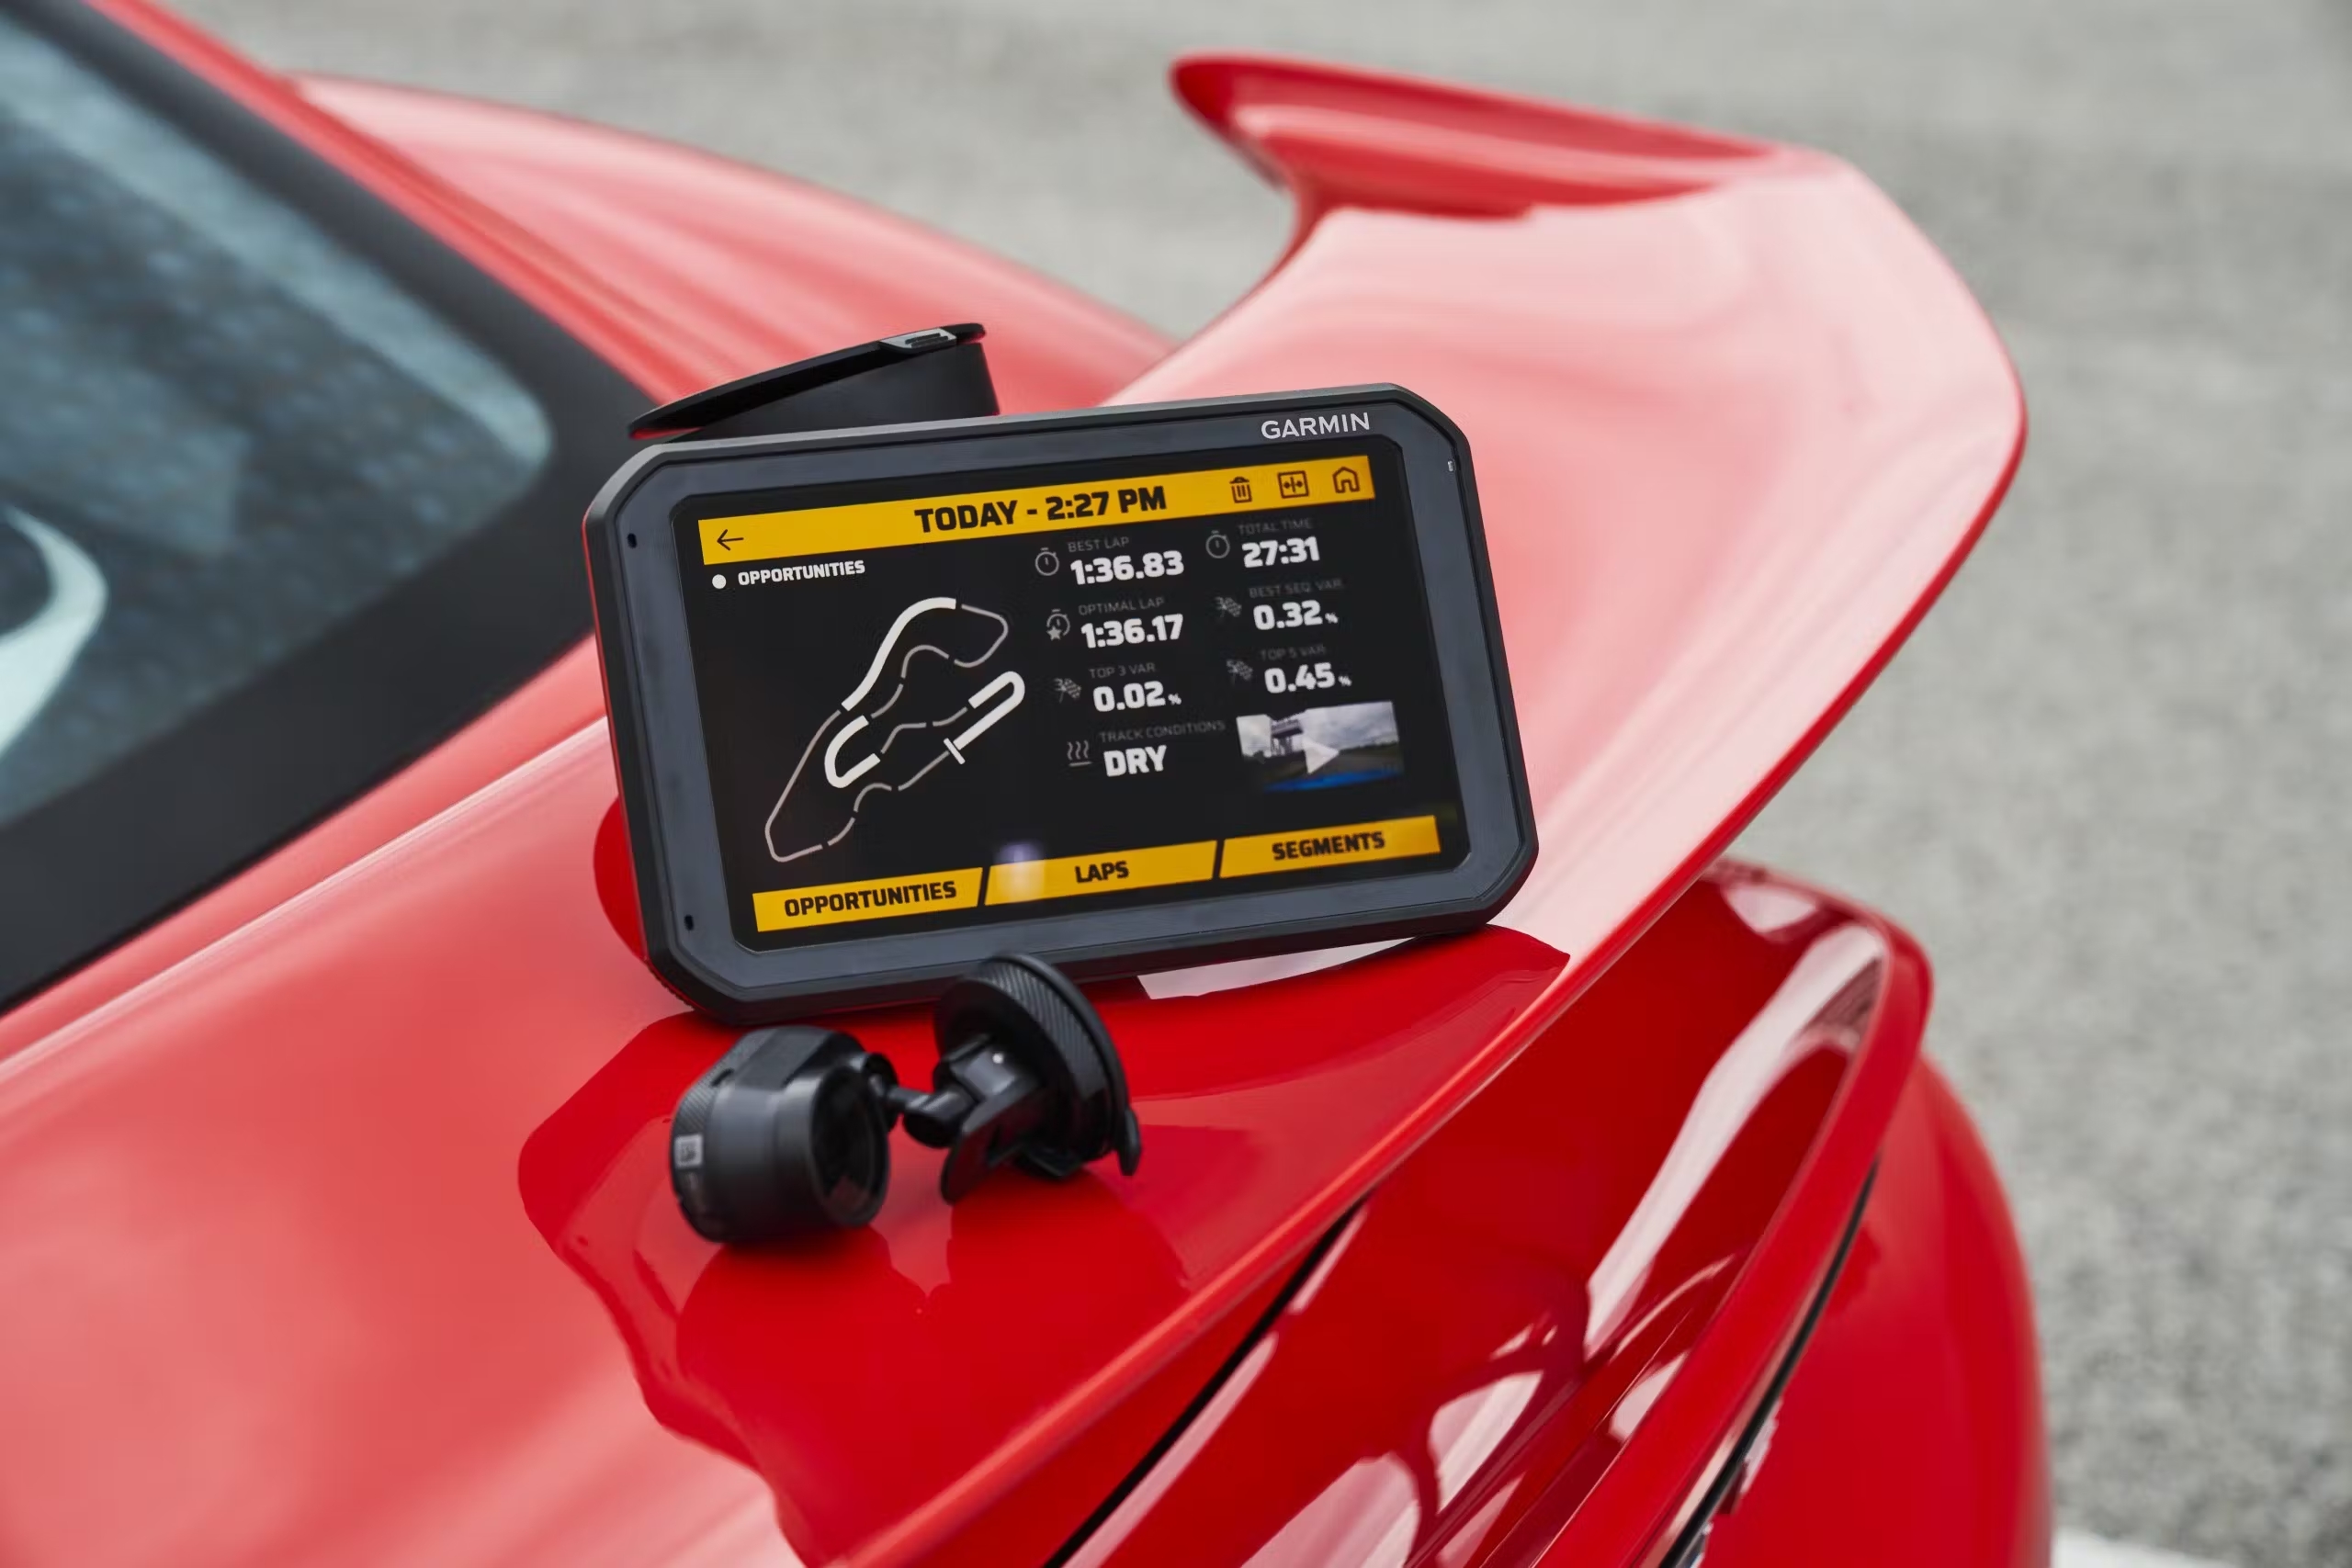 GARMIN
TODAY - 2:27 PM
OPPORTUNITIES
BEST LAP
1:36.83
TOTAL TIME
27:31
OPTIMAL LAP
1:36.17
BEST SEQ. VAR.
0.32%
TOP 3 VAR
0.02%
TOP 5 VAR
0.45%
TRACK CONDITIONS
DRY
OPPORTUNITIES
LAPS
SEGMENTS